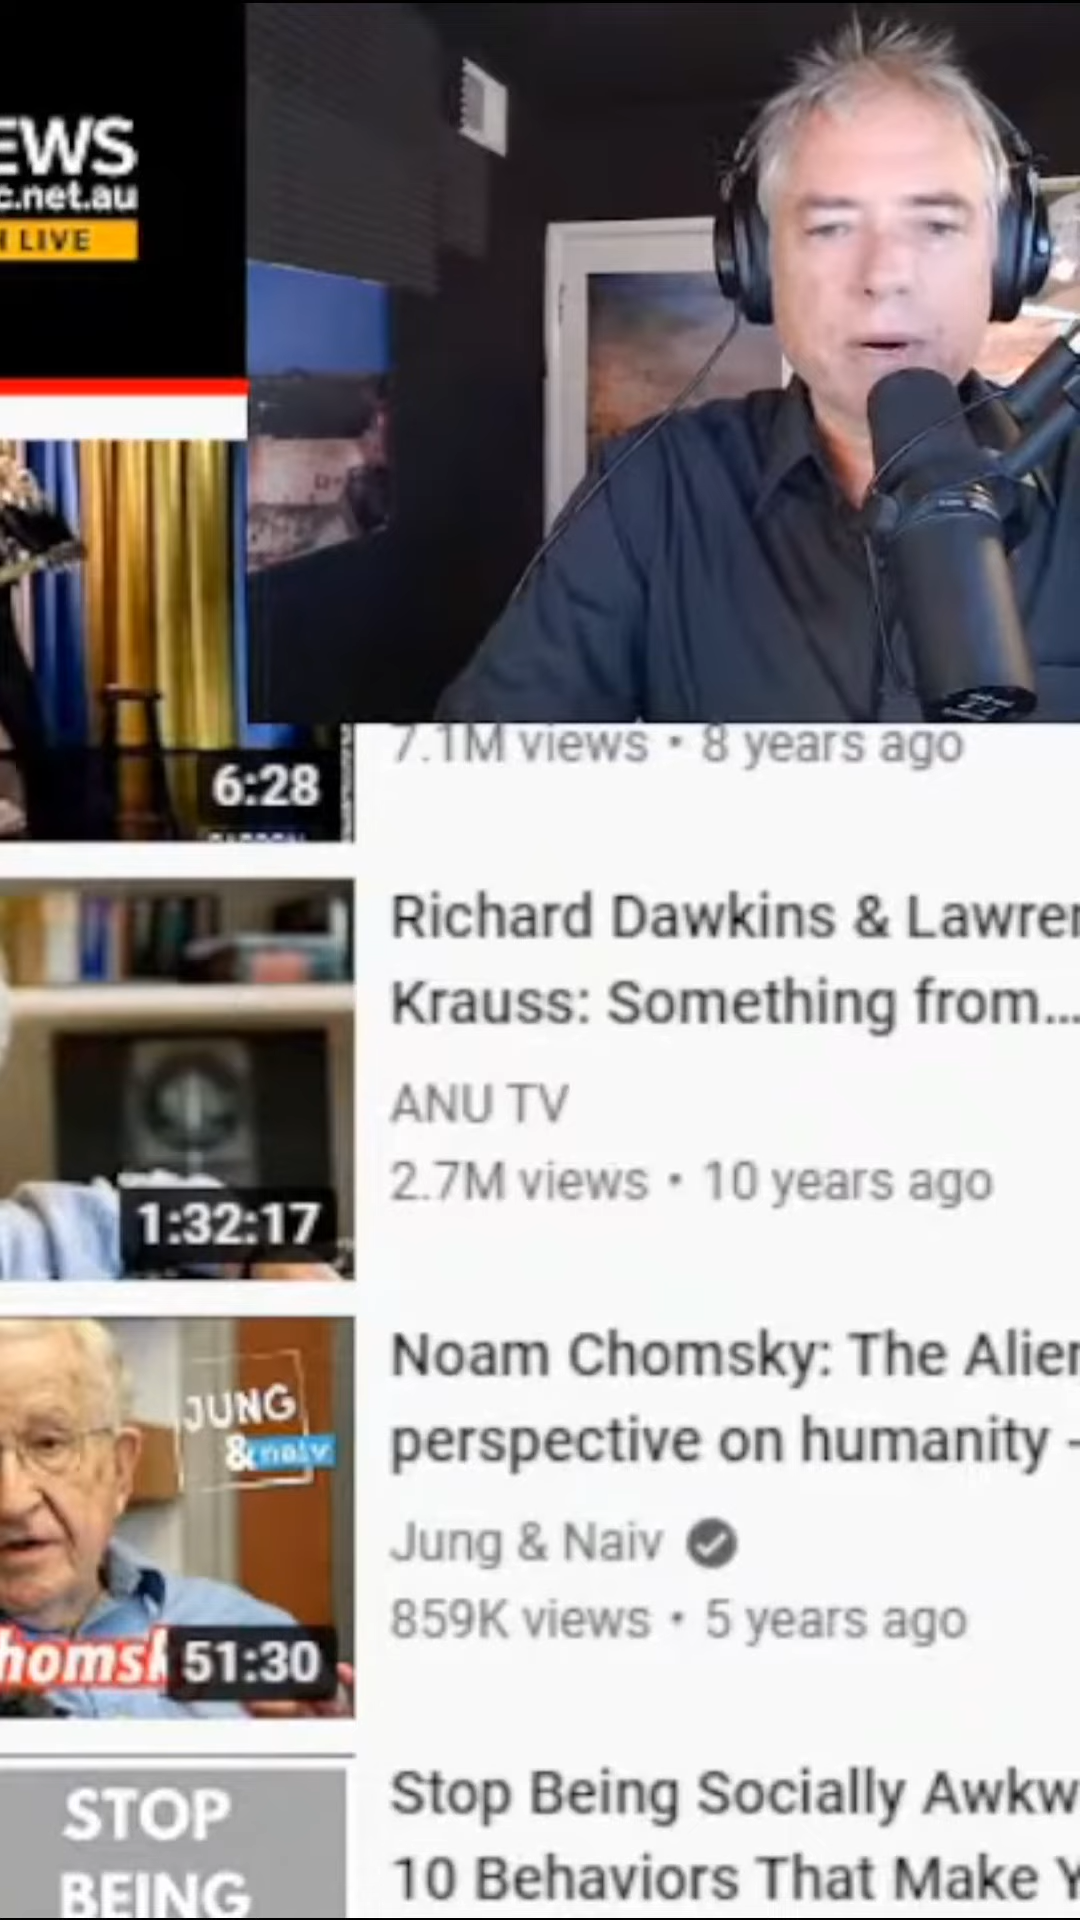 EWS
c.net.au
H LIVE
7.1M views • 8 years ago
6:28
Richard Dawkins & Lawren
Krauss: Something from...
ANU TV
2.7M views • 10 years ago
1:32:17
Noam Chomsky: The Alien
perspective on humanity -
Jung & Naiv
859K views • 5 years ago
JUNG
& naiv
homsk
51:30
Stop Being Socially Awkw
10 Behaviors That Make Y
STOP
BEING